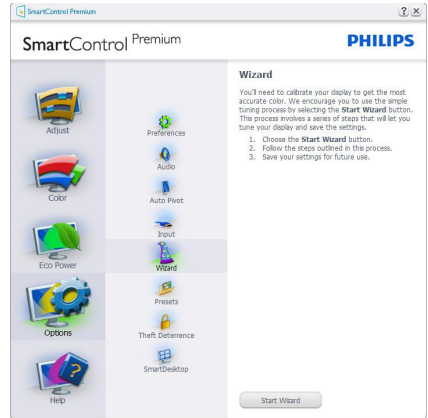 SmartControl Premium
SmartControl Premium
PHILIPS
Adjust
Color
Eco Power
Options
Help
Preferences
Audio
Auto Pivot
Input
Wizard
Presets
Theft Deterrence
SmartDesktop
Wizard
You'll need to calibrate your display to get the most
accurate color. We encourage you to use the simple
tuning process by selecting the Start Wizard button.
This process involves a series of steps that will let you
tune your display and save the settings.
1. Choose the Start Wizard button.
2. Follow the steps outlined in this process.
3. Save your settings for future use.
Start Wizard